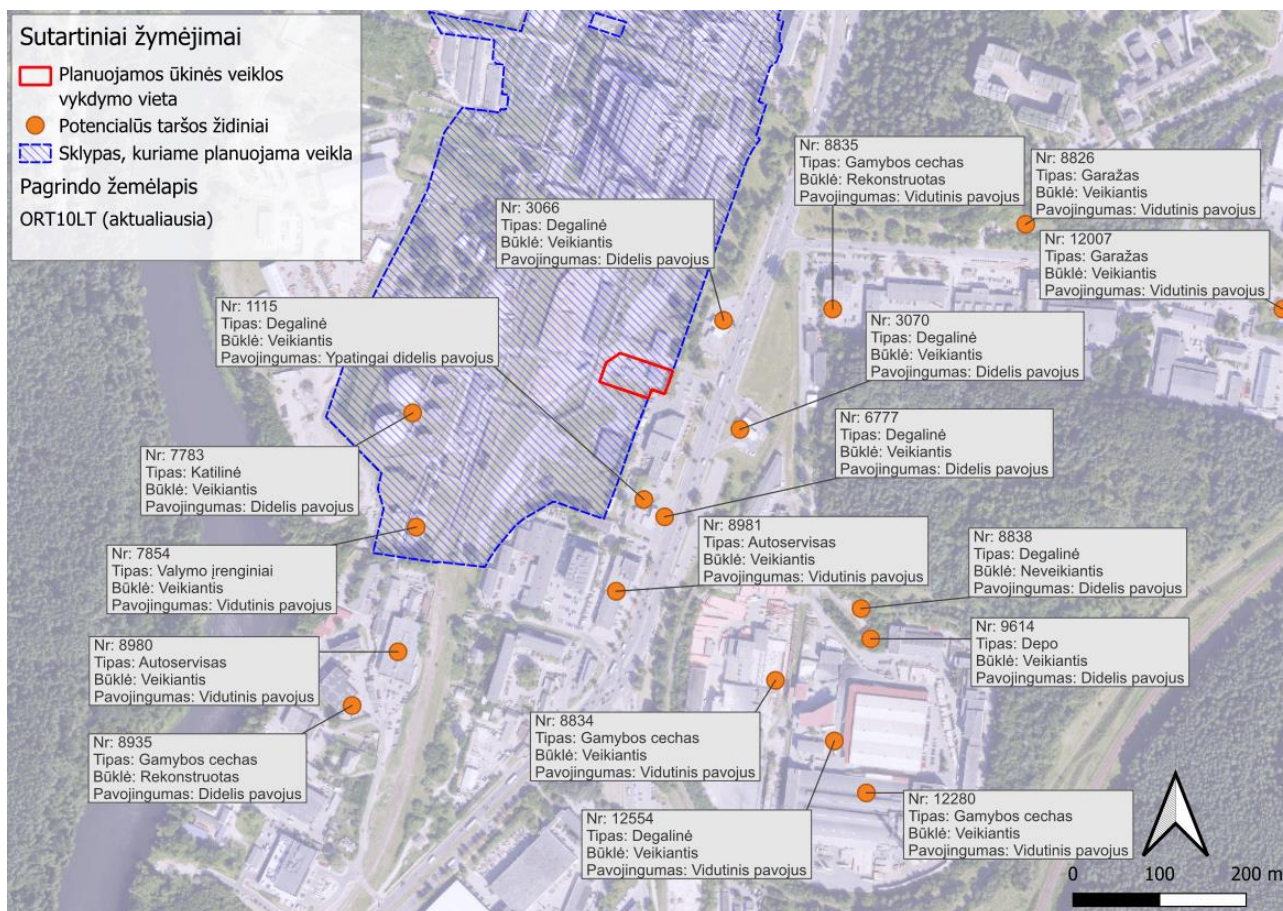 Sutartiniai žymėjimai
Planuojamos ūkinės veiklos
vykdymo vieta
Potencialūs taršos židiniai
Sklypas, kuriame planuojama veikla
Pagrindo žemėlapis
ORT10LT (aktualiausia)
Nr: 8835
Tipas: Gamybos cechas
Būklė: Rekonstruotas
Pavojingumas: Vidutinis pavojus
Nr: 8826
Tipas: Garažas
Būklė: Veikiantis
Pavojingumas: Vidutinis pavojus
Nr: 3066
Tipas: Degalinė
Būklė: Veikiantis
Pavojingumas: Didelis pavojus
Nr: 12007
Tipas: Garažas
Būklė: Veikiantis
Pavojingumas: Vidutinis pavojus
Nr: 1115
Tipas: Degalinė
Būklė: Veikiantis
Pavojingumas: Ypatingai didelis pavojus
Nr: 3070
Tipas: Degalinė
Būklė: Veikiantis
Pavojingumas: Didelis pavojus
Nr: 6777
Tipas: Degalinė
Būklė: Veikiantis
Pavojingumas: Didelis pavojus
Nr: 7783
Tipas: Katilinė
Būklė: Veikiantis
Pavojingumas: Didelis pavojus
Nr: 8981
Tipas: Autoservisas
Būklė: Veikiantis
Pavojingumas: Vidutinis pavojus
Nr: 8838
Tipas: Degalinė
Būklė: Neveikiantis
Pavojingumas: Didelis pavojus
Nr: 7854
Tipas: Valymo įrenginiai
Būklė: Veikiantis
Pavojingumas: Vidutinis pavojus
Nr: 9614
Tipas: Depo
Būklė: Veikiantis
Pavojingumas: Didelis pavojus
Nr: 8980
Tipas: Autoservisas
Būklė: Veikiantis
Pavojingumas: Vidutinis pavojus
Nr: 8834
Tipas: Gamybos cechas
Būklė: Veikiantis
Pavojingumas: Vidutinis pavojus
Nr: 8935
Tipas: Gamybos cechas
Būklė: Rekonstruotas
Pavojingumas: Didelis pavojus
Nr: 12280
Tipas: Gamybos cechas
Būklė: Veikiantis
Pavojingumas: Vidutinis pavojus
Nr: 12554
Tipas: Degalinė
Būklė: Veikiantis
Pavojingumas: Vidutinis pavojus
0 100 200 m